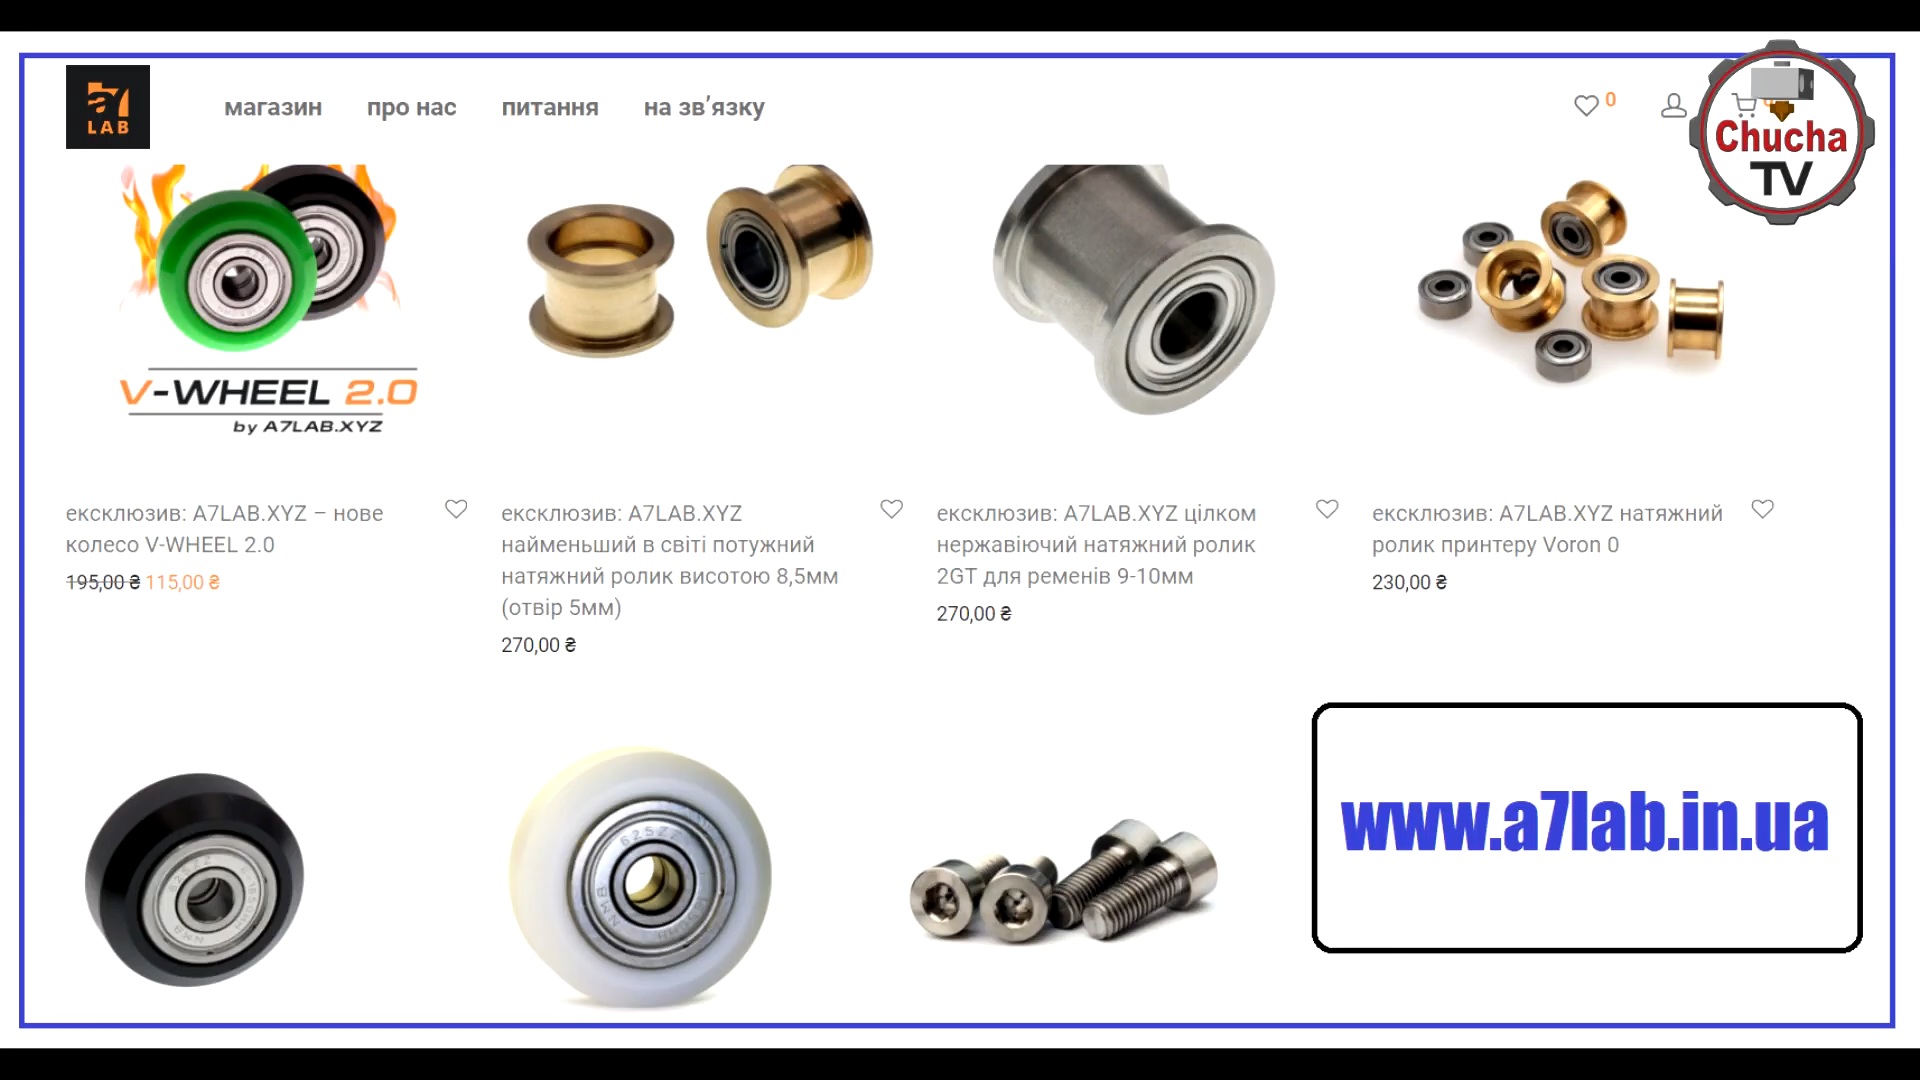 a7
LAB
магазин
про нас
питання
на зв’язку
0
Chucha
TV
V-WHEEL 2.0
by A7LAB.XYZ
ексклюзив: A7LAB.XYZ – нове
колесо V-WHEEL 2.0
195,00 ₴ 115,00 ₴
ексклюзив: A7LAB.XYZ
найменьший в світі потужний
натяжний ролик висотою 8,5мм
(отвір 5мм)
270,00 ₴
ексклюзив: A7LAB.XYZ цілком
нержавіючий натяжний ролик
2GT для ременів 9-10мм
270,00 ₴
ексклюзив: A7LAB.XYZ натяжний
ролик принтеру Voron 0
230,00 ₴
625ZZ
NMB
www.a7lab.in.ua